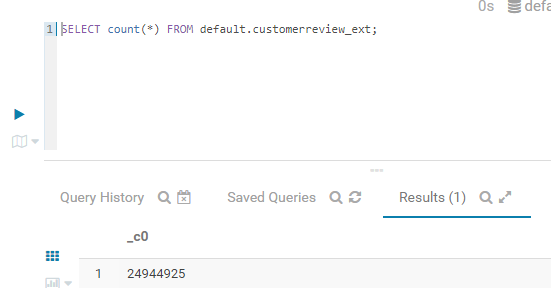 0s defa
1 SELECT count(*) FROM default.customerreview_ext;
Query History Saved Queries Results (1)
_c0
1 24944925